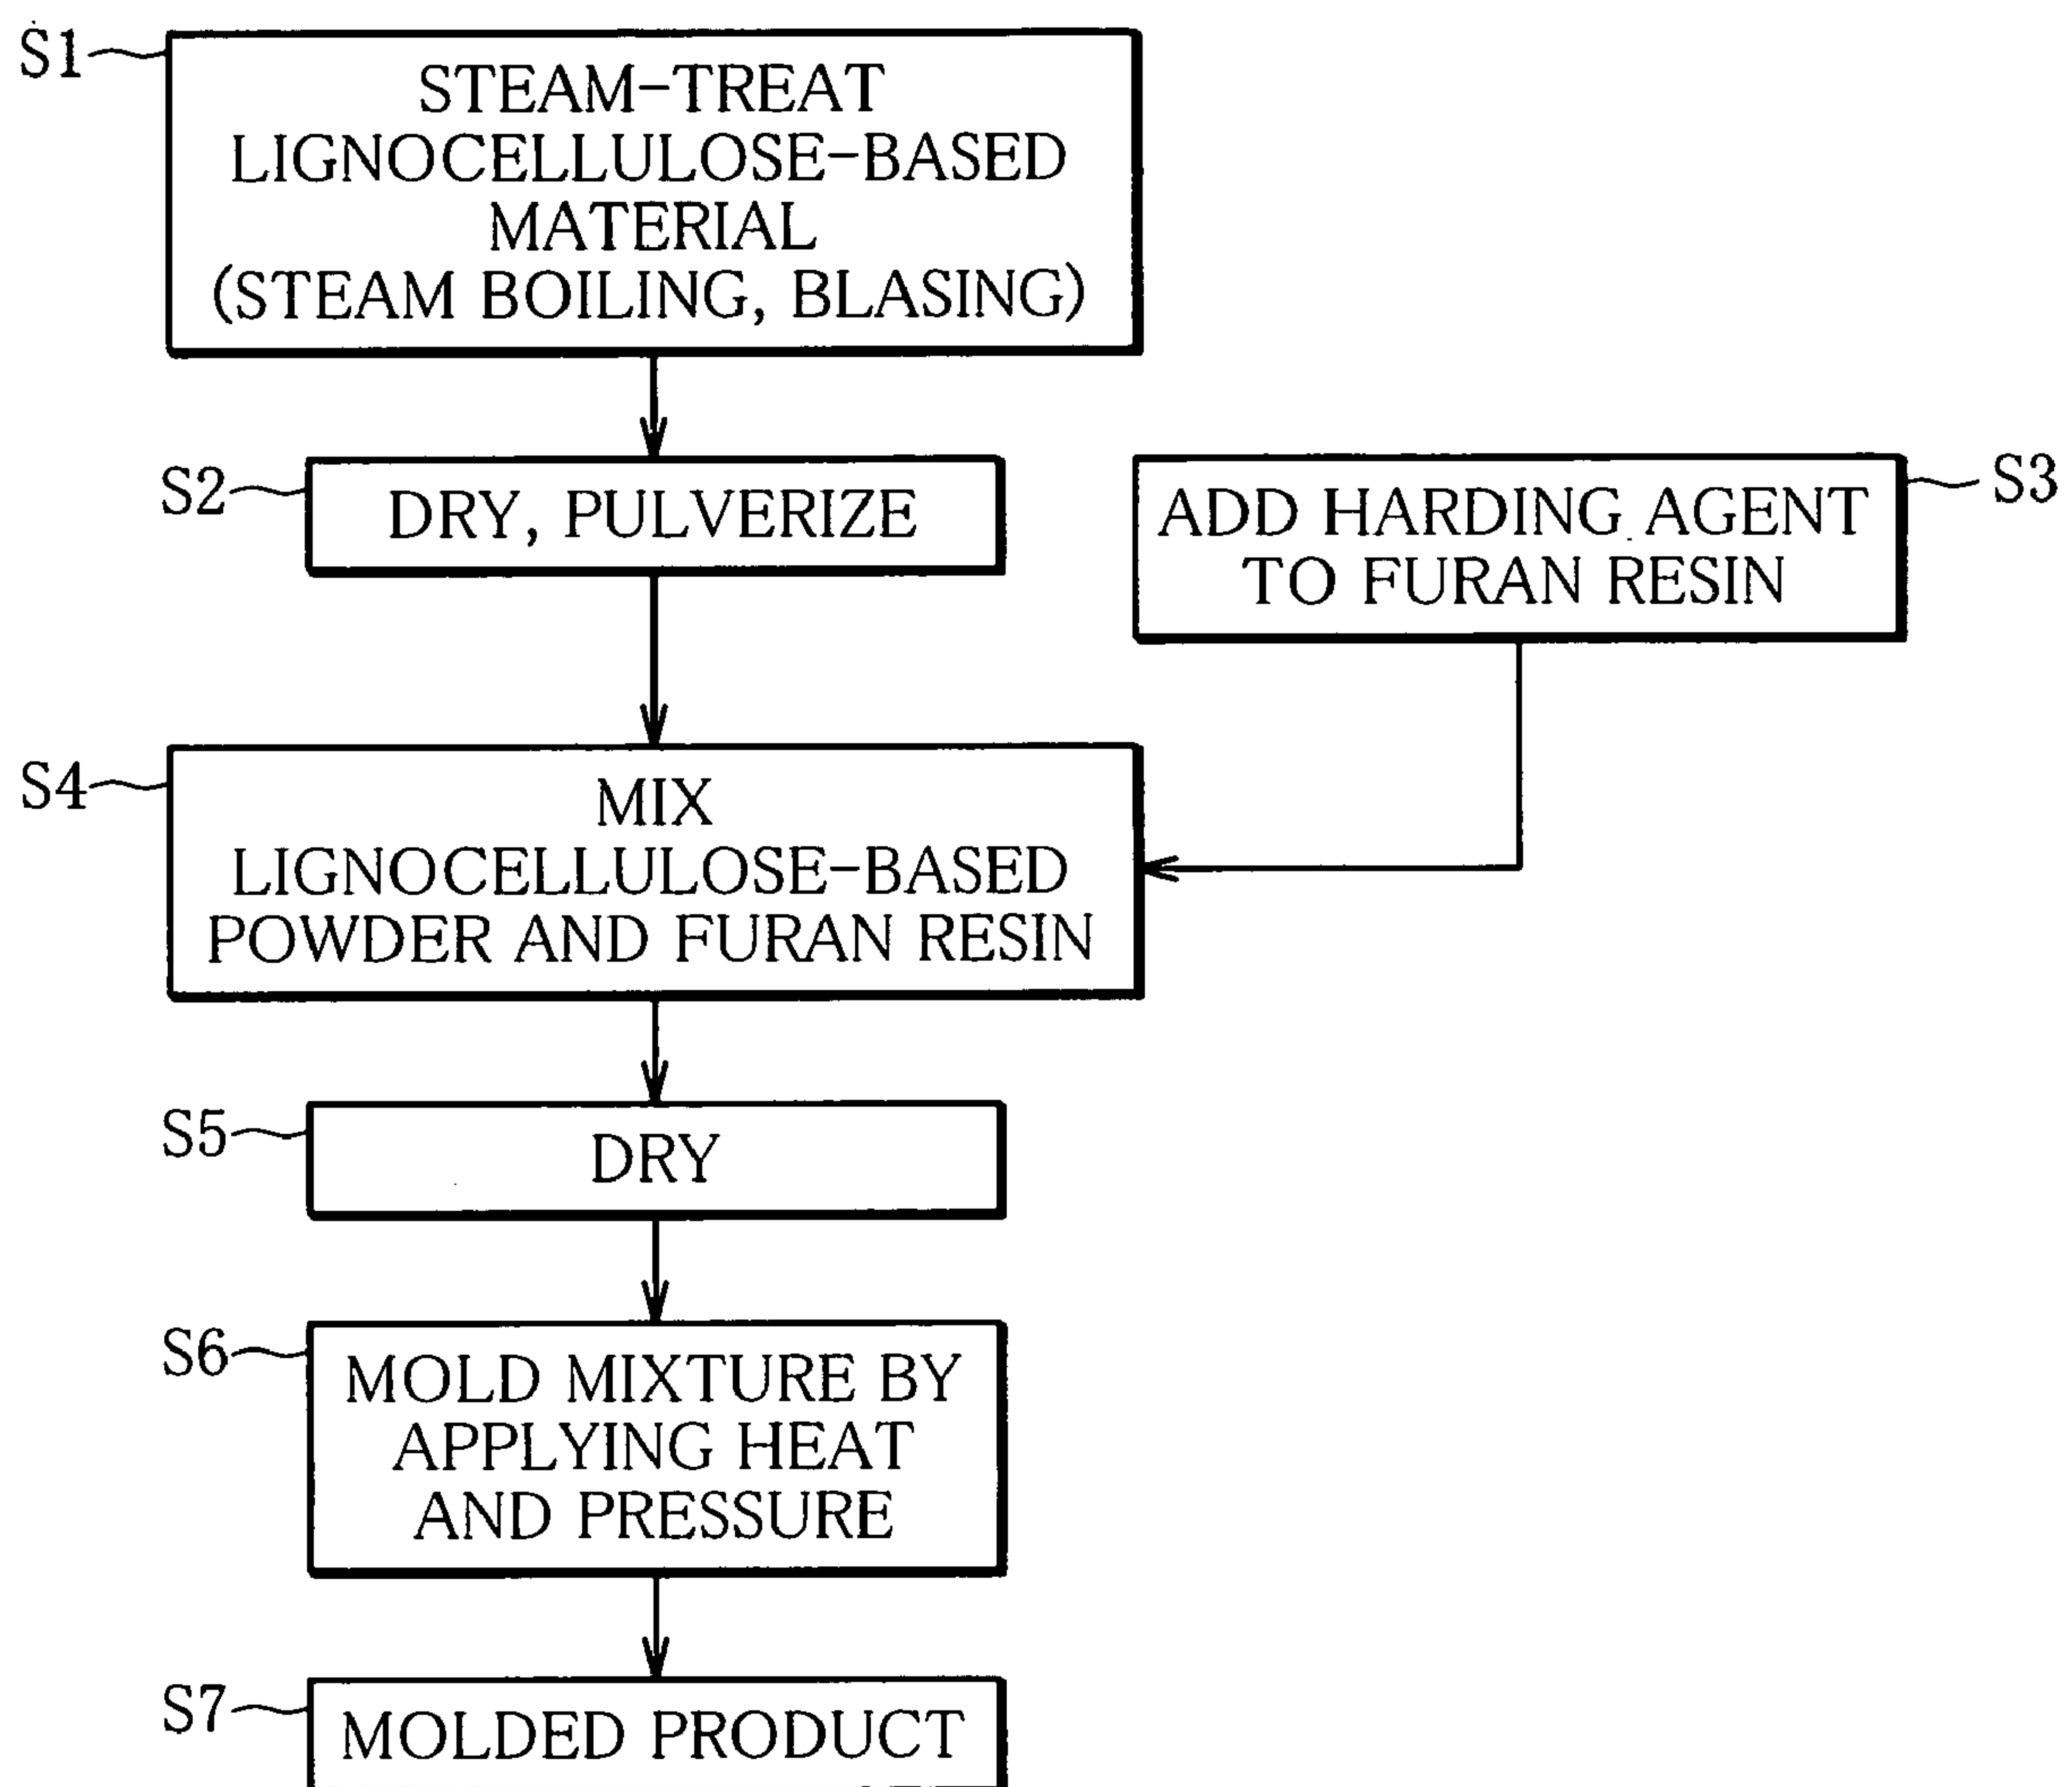 S1
STEAM-TREAT
LIGNOCELLULOSE-BASED
MATERIAL
(STEAM BOILING, BLASING)
S2
DRY, PULVERIZE
S3
ADD HARDING AGENT
TO FURAN RESIN
S4
MIX
LIGNOCELLULOSE-BASED
POWDER AND FURAN RESIN
S5
DRY
S6
MOLD MIXTURE BY
APPLYING HEAT
AND PRESSURE
S7
MOLDED PRODUCT